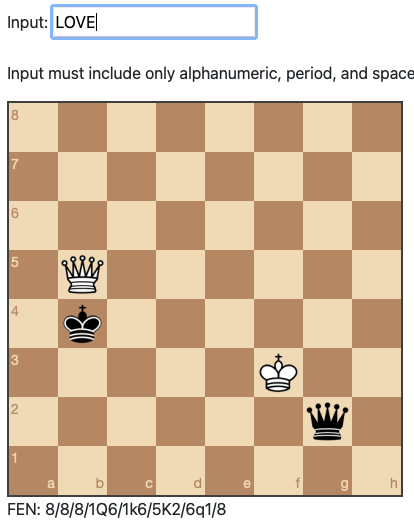 Input: LOVE
Input must include only alphanumeric, period, and space
8
7
6
5
4
3
2
1
a b c d e f g h
FEN: 8/8/8/1Q6/1k6/5K2/6q1/8